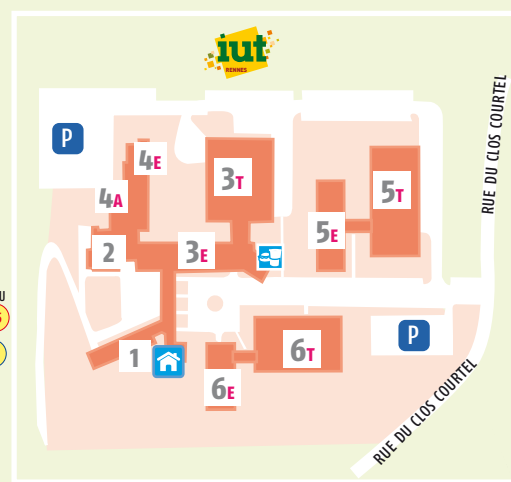 iut
RENNES
P
4E
3T
4A
5T
5E
2
3E
U
P
1
6T
6E
RUE DU CLOS COURTEL
RUE DU CLOS COURTEL